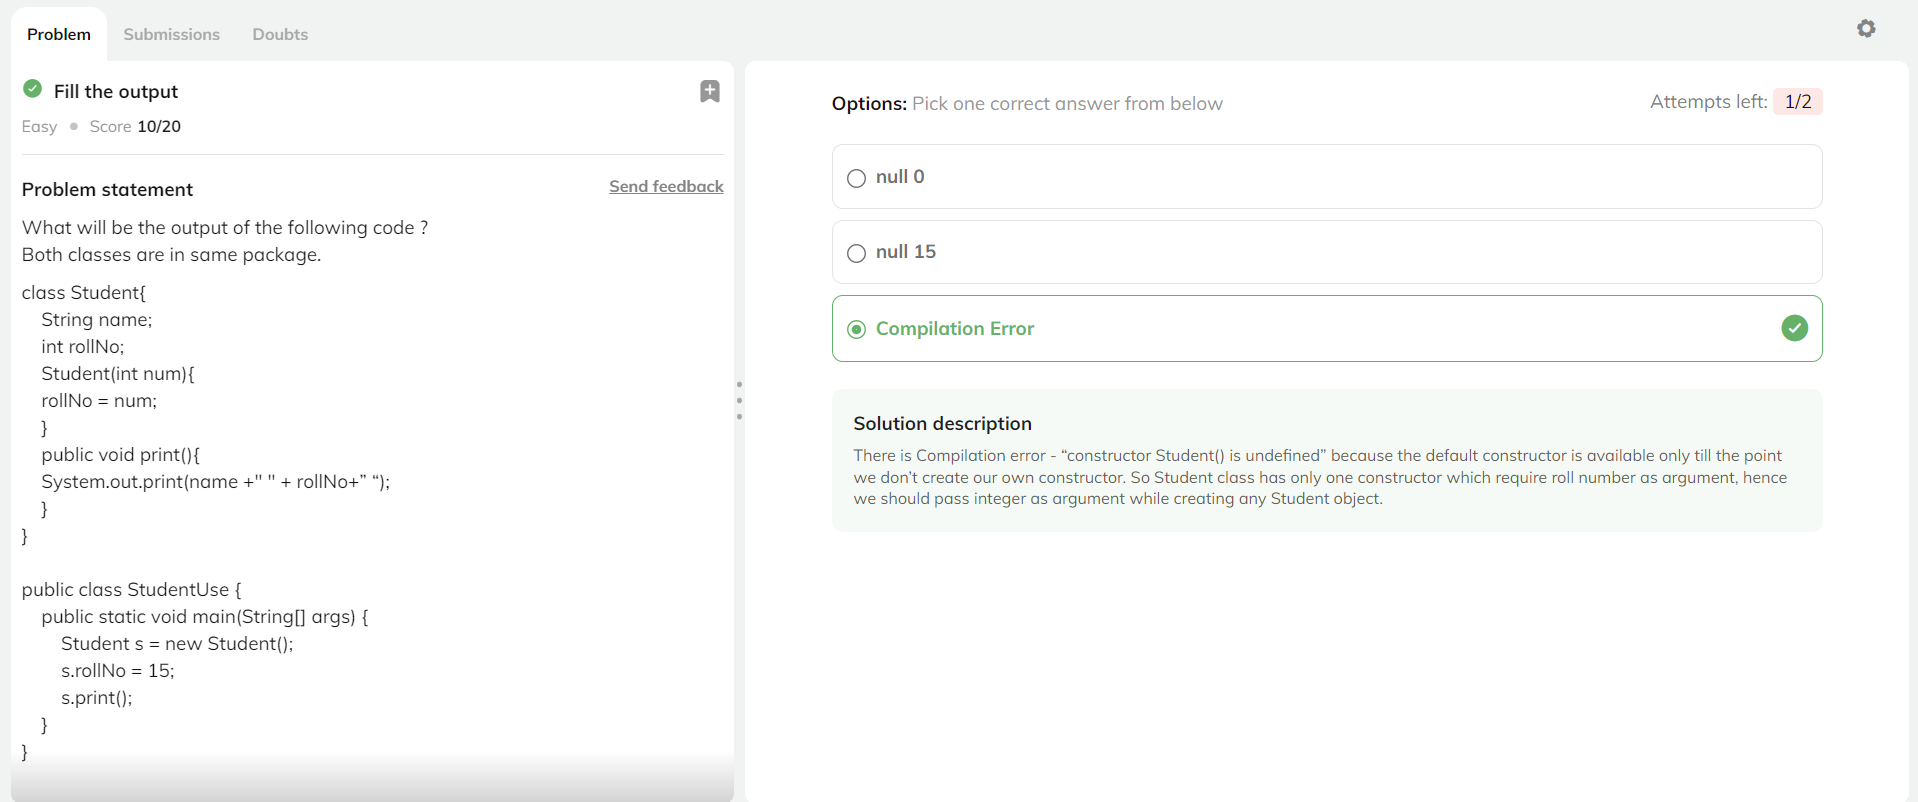 Problem
Submissions
Doubts
Fill the output
Easy • Score 10/20
Problem statement
Send feedback
What will be the output of the following code ?
Both classes are in same package.
class Student{
String name;
int rollNo;
Student(int num){
rollNo = num;
}
public void print(){
System.out.print(name +" " + rollNo+” “);
}
}
public class StudentUse {
public static void main(String[] args) {
Student s = new Student();
s.rollNo = 15;
s.print();
}
}
Options: Pick one correct answer from below
Attempts left: 1/2
null 0
null 15
Compilation Error
Solution description
There is Compilation error - “constructor Student() is undefined” because the default constructor is available only till the point
we don’t create our own constructor. So Student class has only one constructor which require roll number as argument, hence
we should pass integer as argument while creating any Student object.